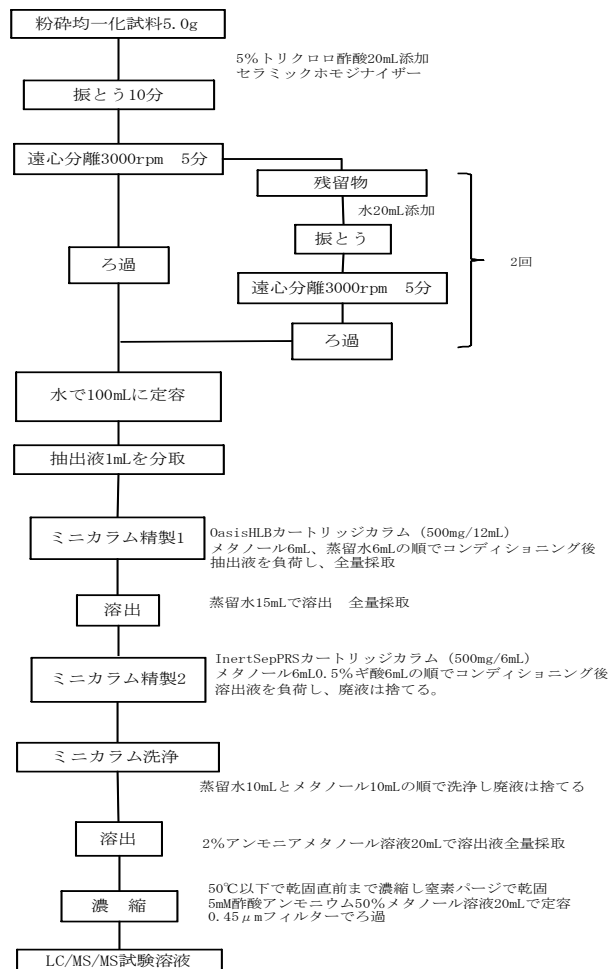 粉砕均一化試料5.0g
5％トリクロロ酢酸20mL添加
セラミックホモジナイザー
振とう10分
遠心分離3000rpm　5分
残留物
水20mL添加
振とう
2回
ろ過
遠心分離3000rpm　5分
ろ過
水で100mLに定容
抽出液1mLを分取
ミニカラム精製1
OasisHLBカートリッジカラム（500mg/12mL）
メタノール6mL、蒸留水6mLの順でコンディショニング後
抽出液を負荷し、全量採取
溶出
蒸留水15mLで溶出　全量採取
ミニカラム精製2
InertSepPRSカートリッジカラム（500mg/6mL）
メタノール6mL0.5％ギ酸6mLの順でコンディショニング後
溶出液を負荷し、廃液は捨てる。
ミニカラム洗浄
蒸留水10mLとメタノール10mLの順で洗浄し廃液は捨てる
溶出
2％アンモニアメタノール溶液20mLで溶出液全量採取
濃　縮
50℃以下で乾固直前まで濃縮し窒素パージで乾固
5mM酢酸アンモニウム50％メタノール溶液20mLで定容
0.45μmフィルターでろ過
LC/MS/MS試験溶液